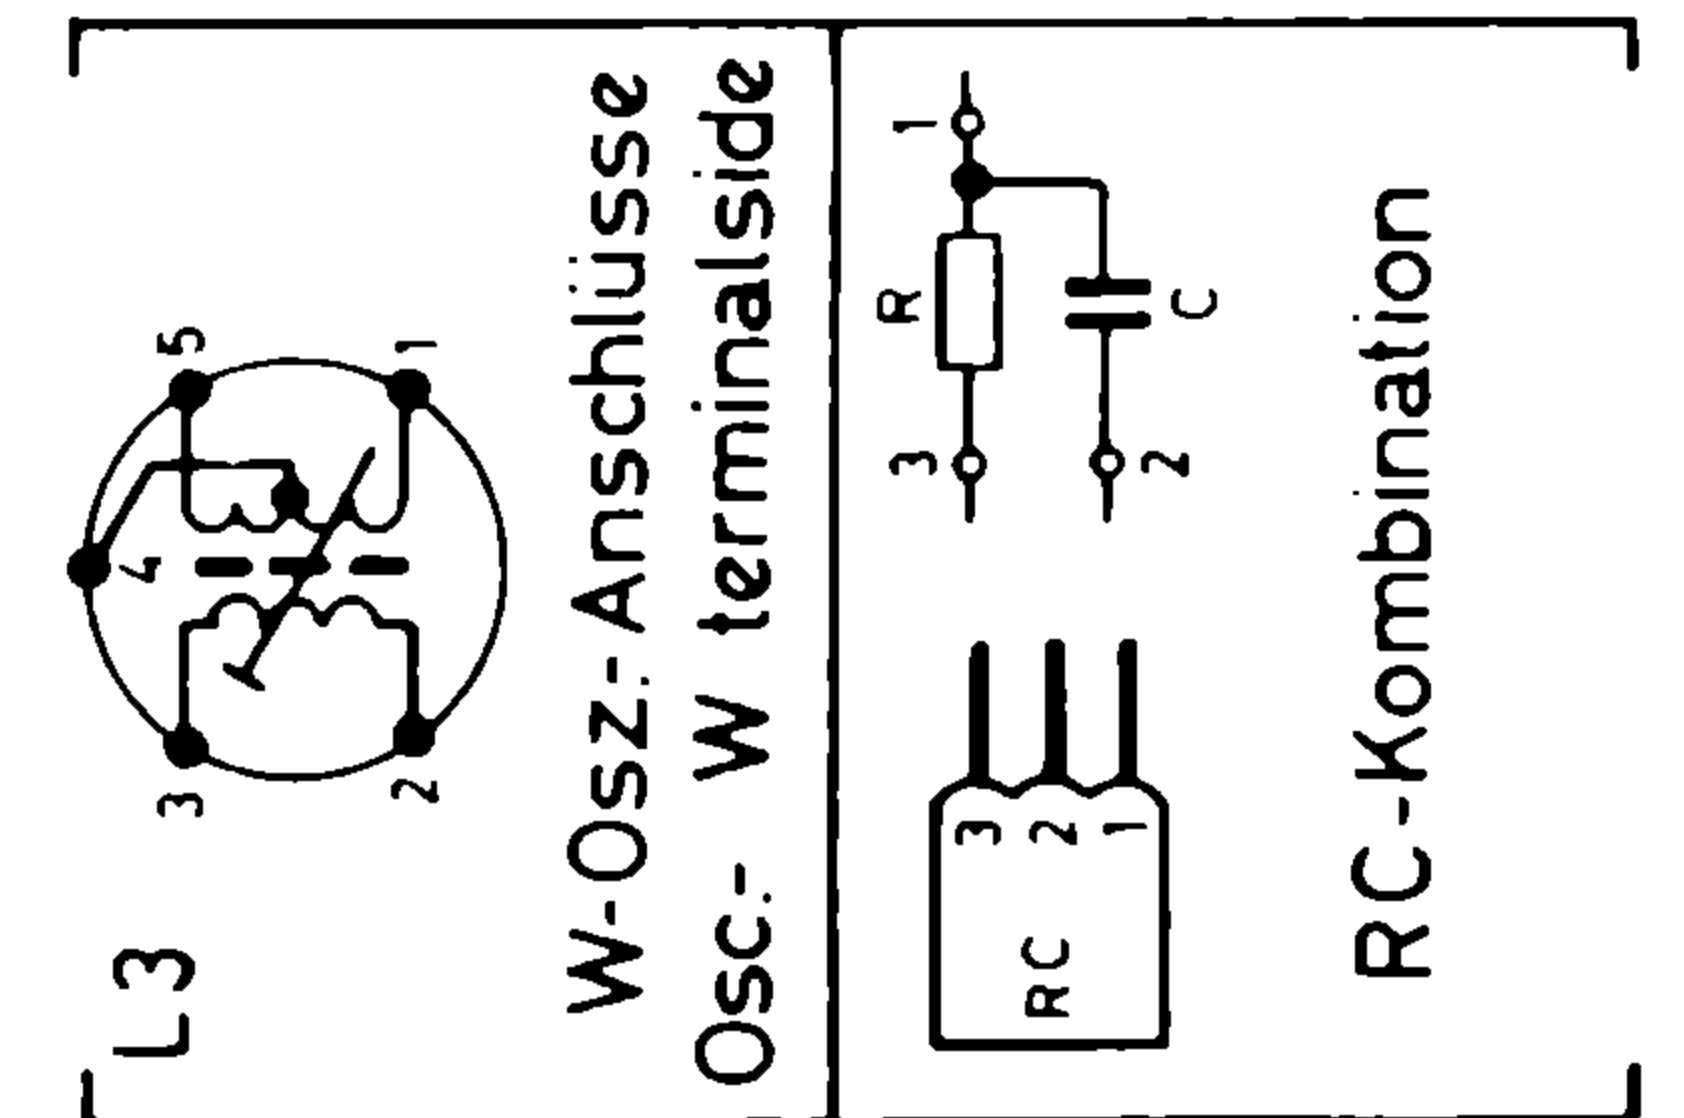 L3
3
2
4
5
1
W-Osz.-Anschlüsse
Osc.- W terminalside
RC
3
2
1
3
2
R
C
1
RC-Kombination